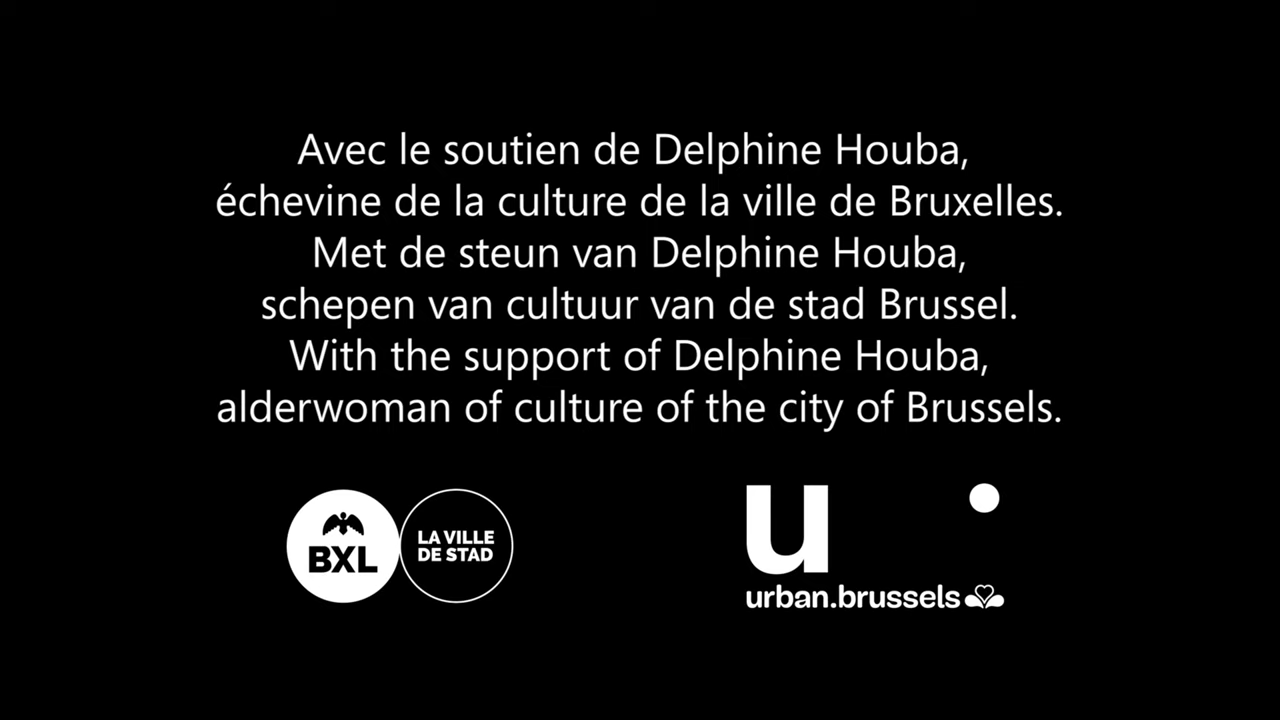 Avec le soutien de Delphine Houba,
échevine de la culture de la ville de Bruxelles.
Met de steun van Delphine Houba,
schepen van cultuur van de stad Brussel.
With the support of Delphine Houba,
alderwoman of culture of the city of Brussels.
BXL
LA VILLE
DE STAD
u
urban.brussels